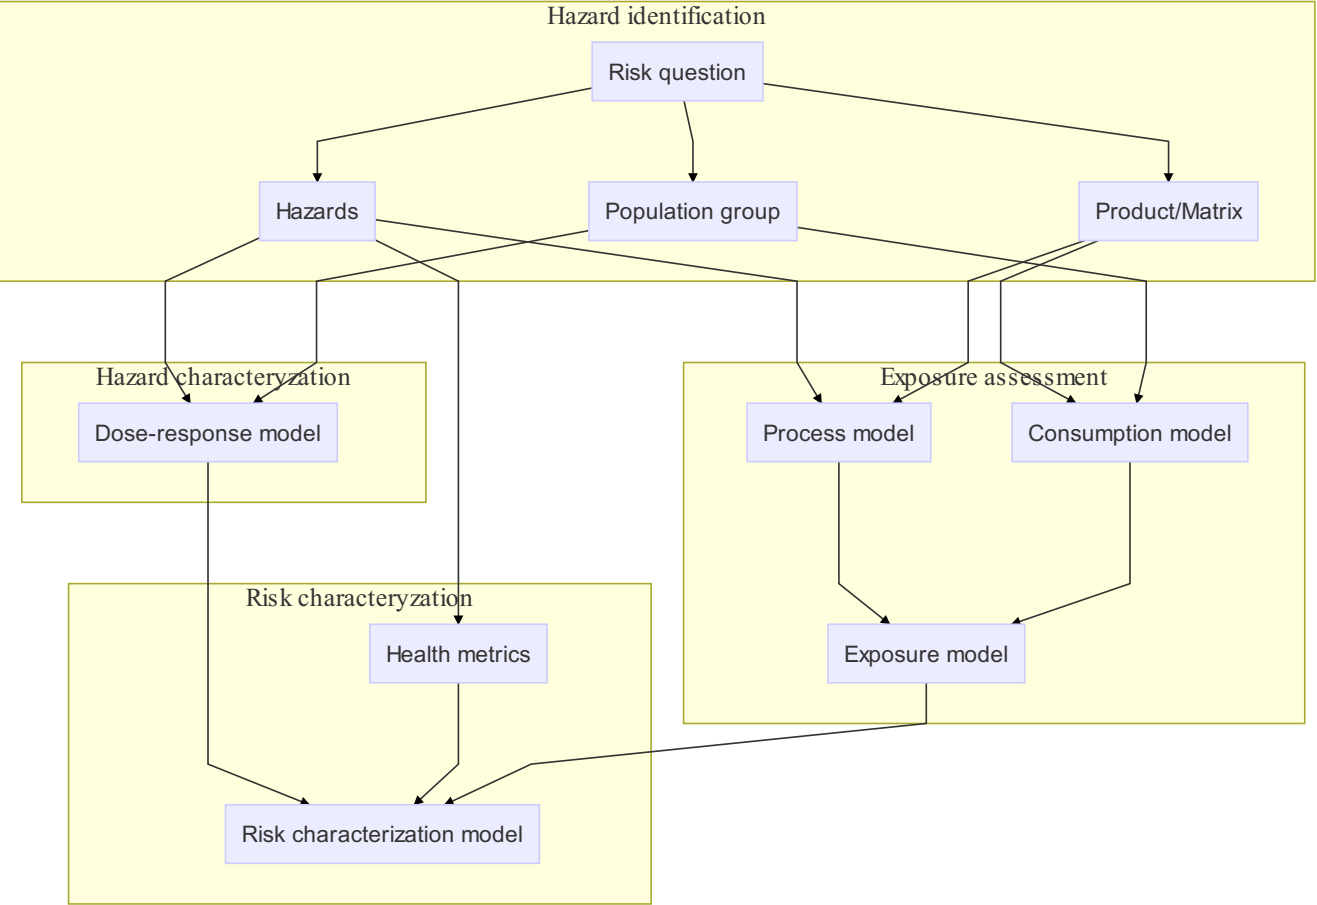 Hazard identification
Risk question
Hazards
Population group
Product/Matrix
Hazard characteryzation
Exposure assessment
Dose-response model
Process model
Consumption model
Risk characteryzation
Health metrics
Exposure model
Risk characterization model